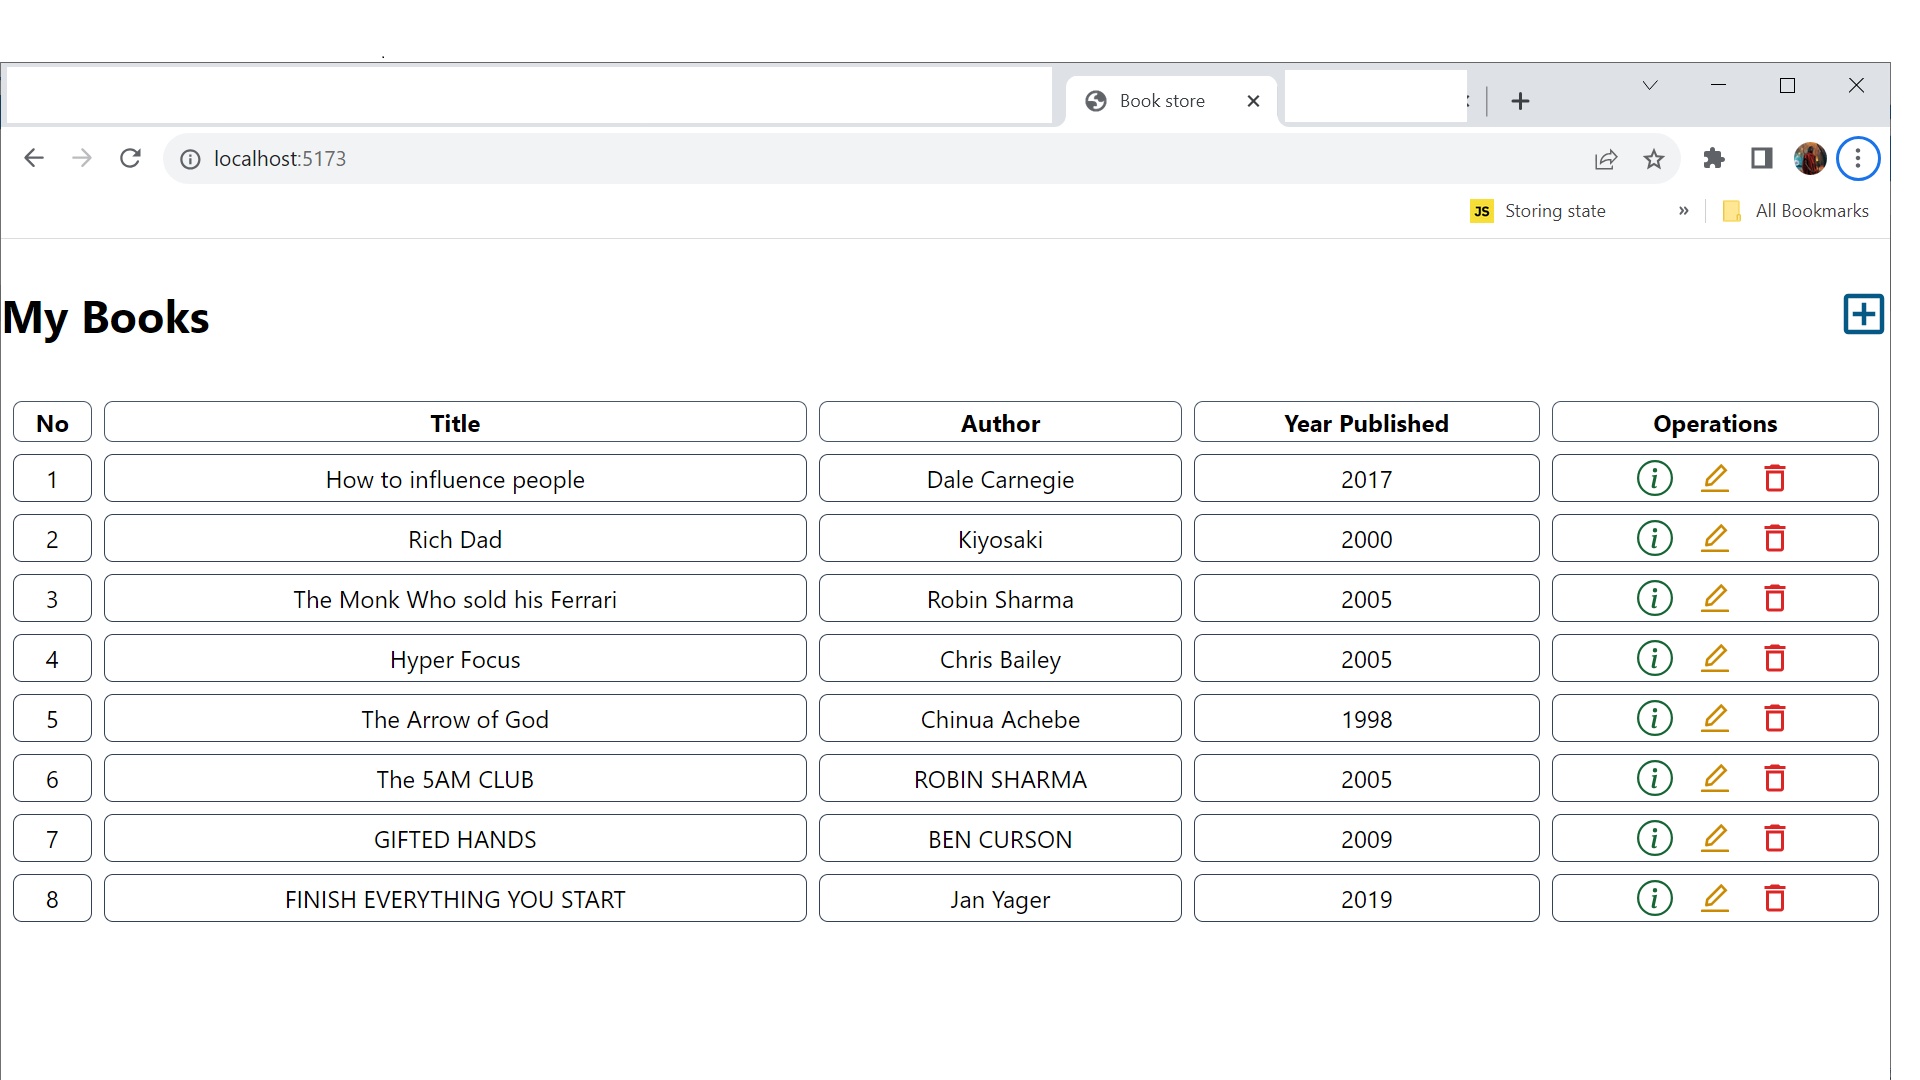 Book store
localhost:5173
JS Storing state » All Bookmarks
My Books
No Title Author Year Published Operations
1 How to influence people Dale Carnegie 2017
2 Rich Dad Kiyosaki 2000
3 The Monk Who sold his Ferrari Robin Sharma 2005
4 Hyper Focus Chris Bailey 2005
5 The Arrow of God Chinua Achebe 1998
6 The 5AM CLUB ROBIN SHARMA 2005
7 GIFTED HANDS BEN CURSON 2009
8 FINISH EVERYTHING YOU START Jan Yager 2019